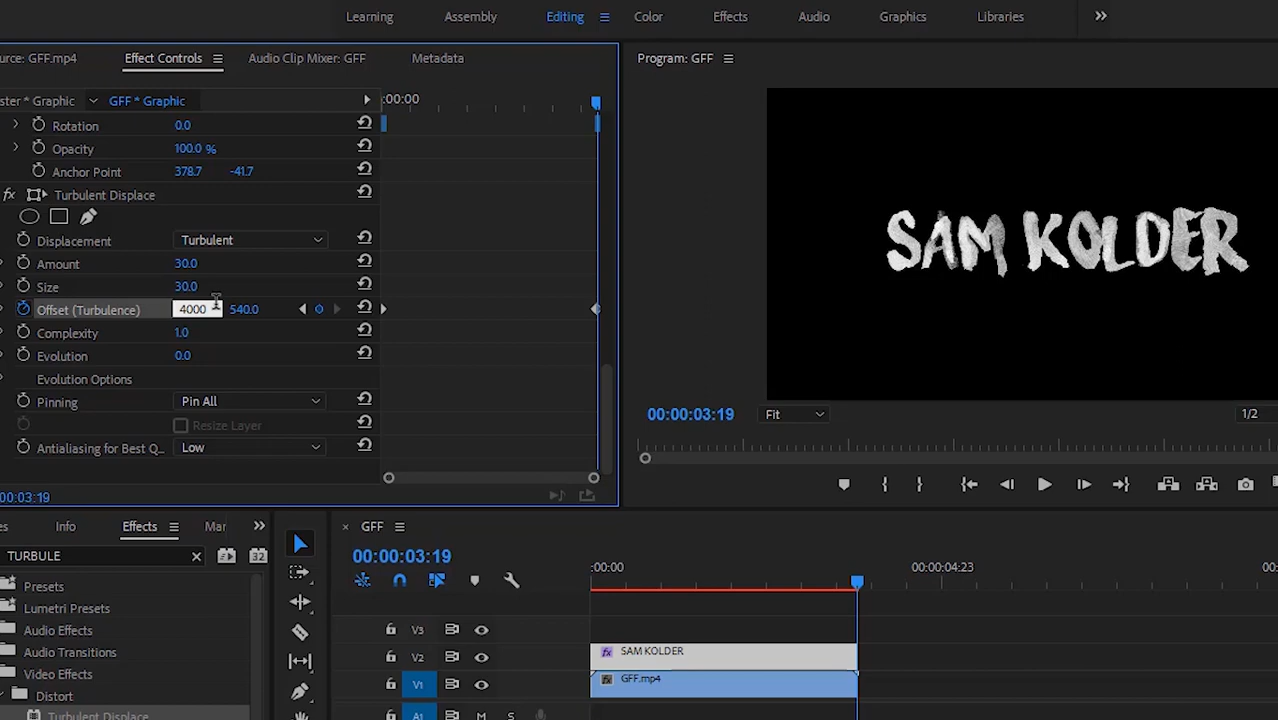 Learning Assembly Editing Color Effects Audio Graphics Libraries
ource: GFF.mp4 Effect Controls Audio Clip Mixer: GFF Metadata
Program: GFF
ster * Graphic GFF * Graphic :00:00
Rotation 0.0
Opacity 100.0 %
Anchor Point 378.7 -41.7
fx Turbulent Displace
Displacement Turbulent
Amount 30.0
Size 30.0
Offset (Turbulence) 4000 540.0
Complexity 1.0
Evolution 0.0
Evolution Options
Pinning Pin All
Resize Layer
Antialiasing for Best Q... Low
00:03:19
SAM KOLDER
00:00:03:19 Fit 1/2
es Info Effects Mar
TURBULE 32
Presets
Lumetri Presets
Audio Effects
Audio Transitions
Video Effects
Distort
Turbulent Displace
× GFF
00:00:03:19
:00:00 00:00:04:23 00:
V3
V2 fx SAM KOLDER
V1 fx GFF.mp4
A1 M S